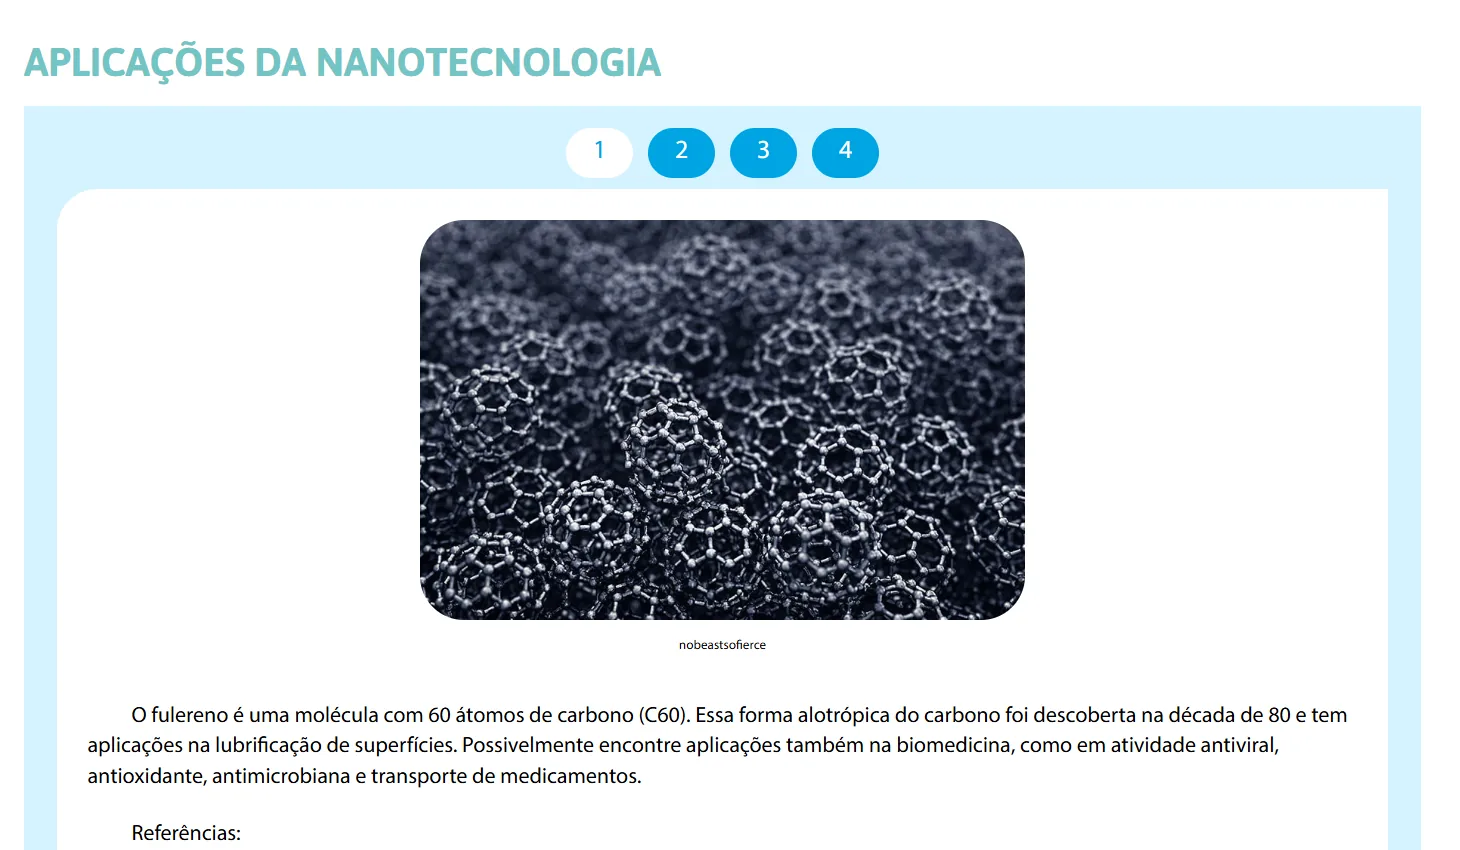 APLICAÇÕES DA NANOTECNOLOGIA
1 2 3 4
nobeastsofierce
O fulereno é uma molécula com 60 átomos de carbono (C60). Essa forma alotrópica do carbono foi descoberta na década de 80 e tem
aplicações na lubrificação de superfícies. Possivelmente encontre aplicações também na biomedicina, como em atividade antiviral,
antioxidante, antimicrobiana e transporte de medicamentos.
Referências: